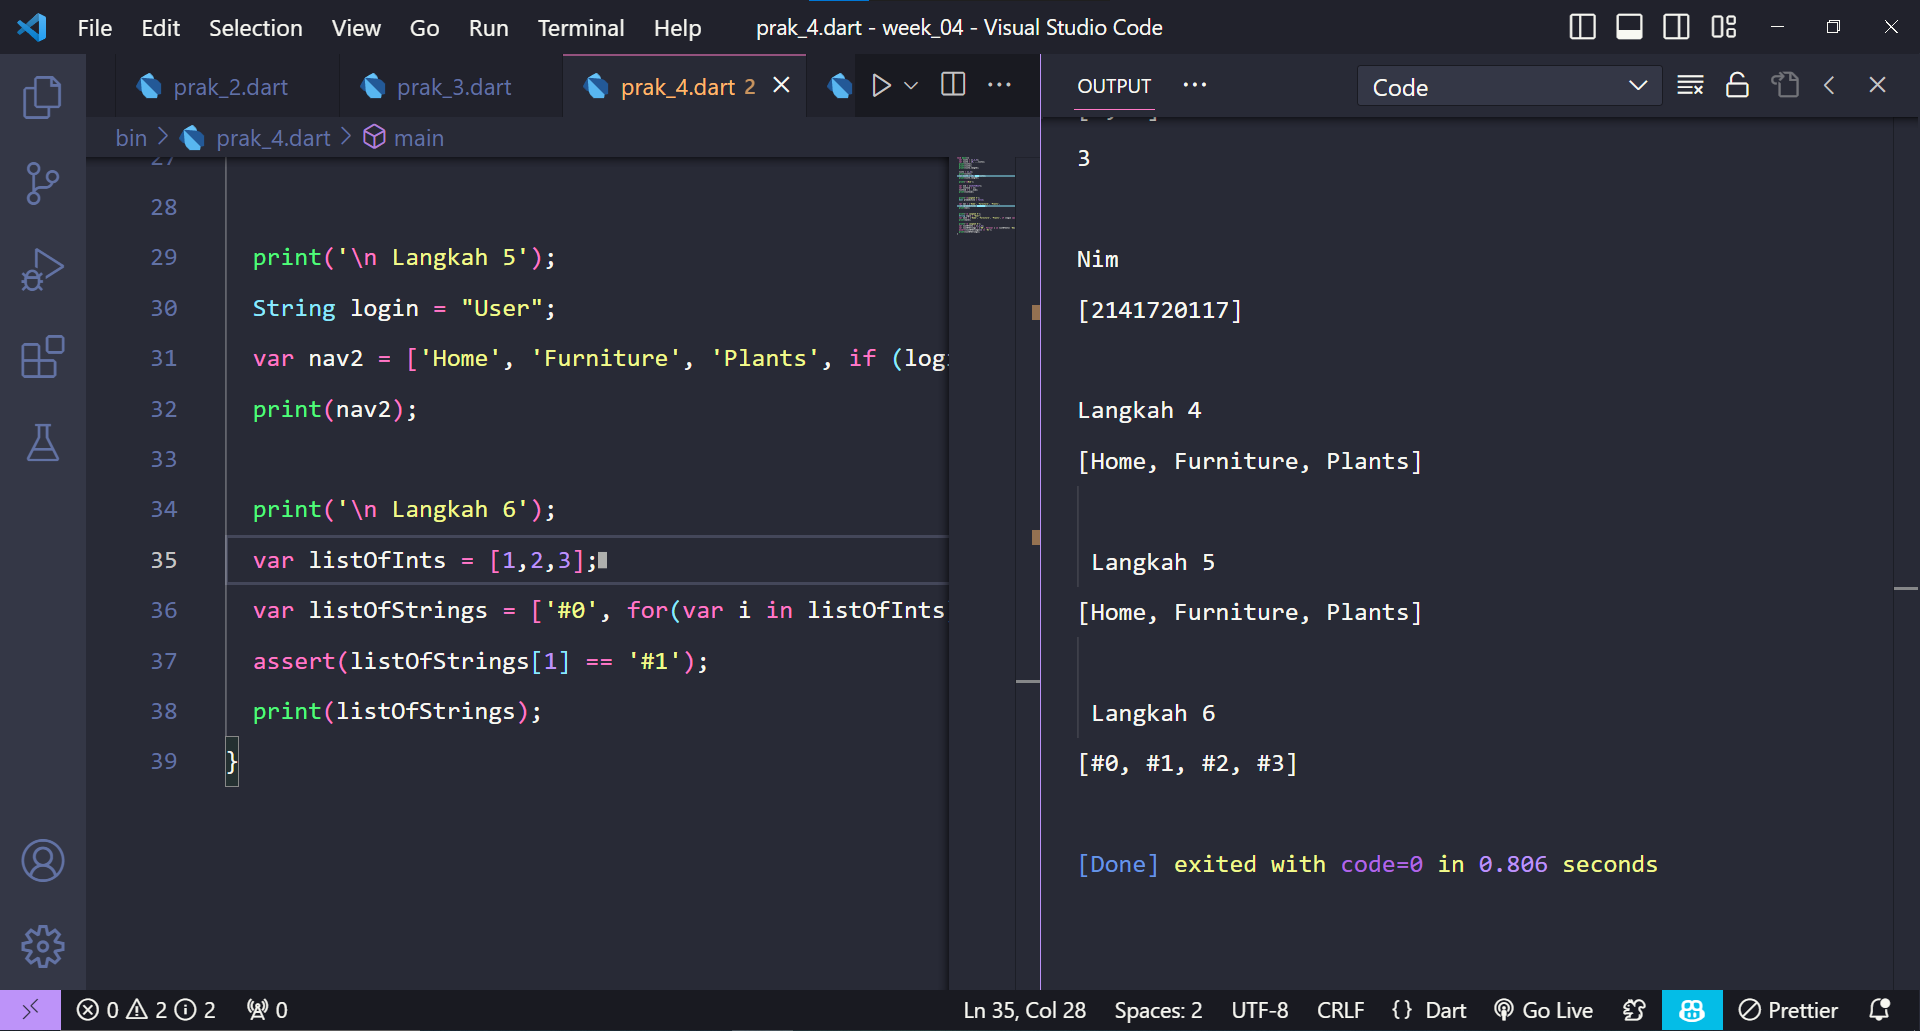 File Edit Selection View Go Run Terminal Help prak_4.dart - week_04 - Visual Studio Code
prak_2.dart prak_3.dart prak_4.dart 2
bin > prak_4.dart > main
27
28
29 print('\n Langkah 5');
30 String login = "User";
31 var nav2 = ['Home', 'Furniture', 'Plants', if (log
32 print(nav2);
33
34 print('\n Langkah 6');
35 var listOfInts = [1,2,3];
36 var listOfStrings = ['#0', for(var i in listOfInts
37 assert(listOfStrings[1] == '#1');
38 print(listOfStrings);
39 }
OUTPUT Code
3
Nim
[2141720117]
Langkah 4
[Home, Furniture, Plants]
Langkah 5
[Home, Furniture, Plants]
Langkah 6
[#0, #1, #2, #3]
[Done] exited with code=0 in 0.806 seconds
0 2 2 0 Ln 35, Col 28 Spaces: 2 UTF-8 CRLF {} Dart Go Live Prettier